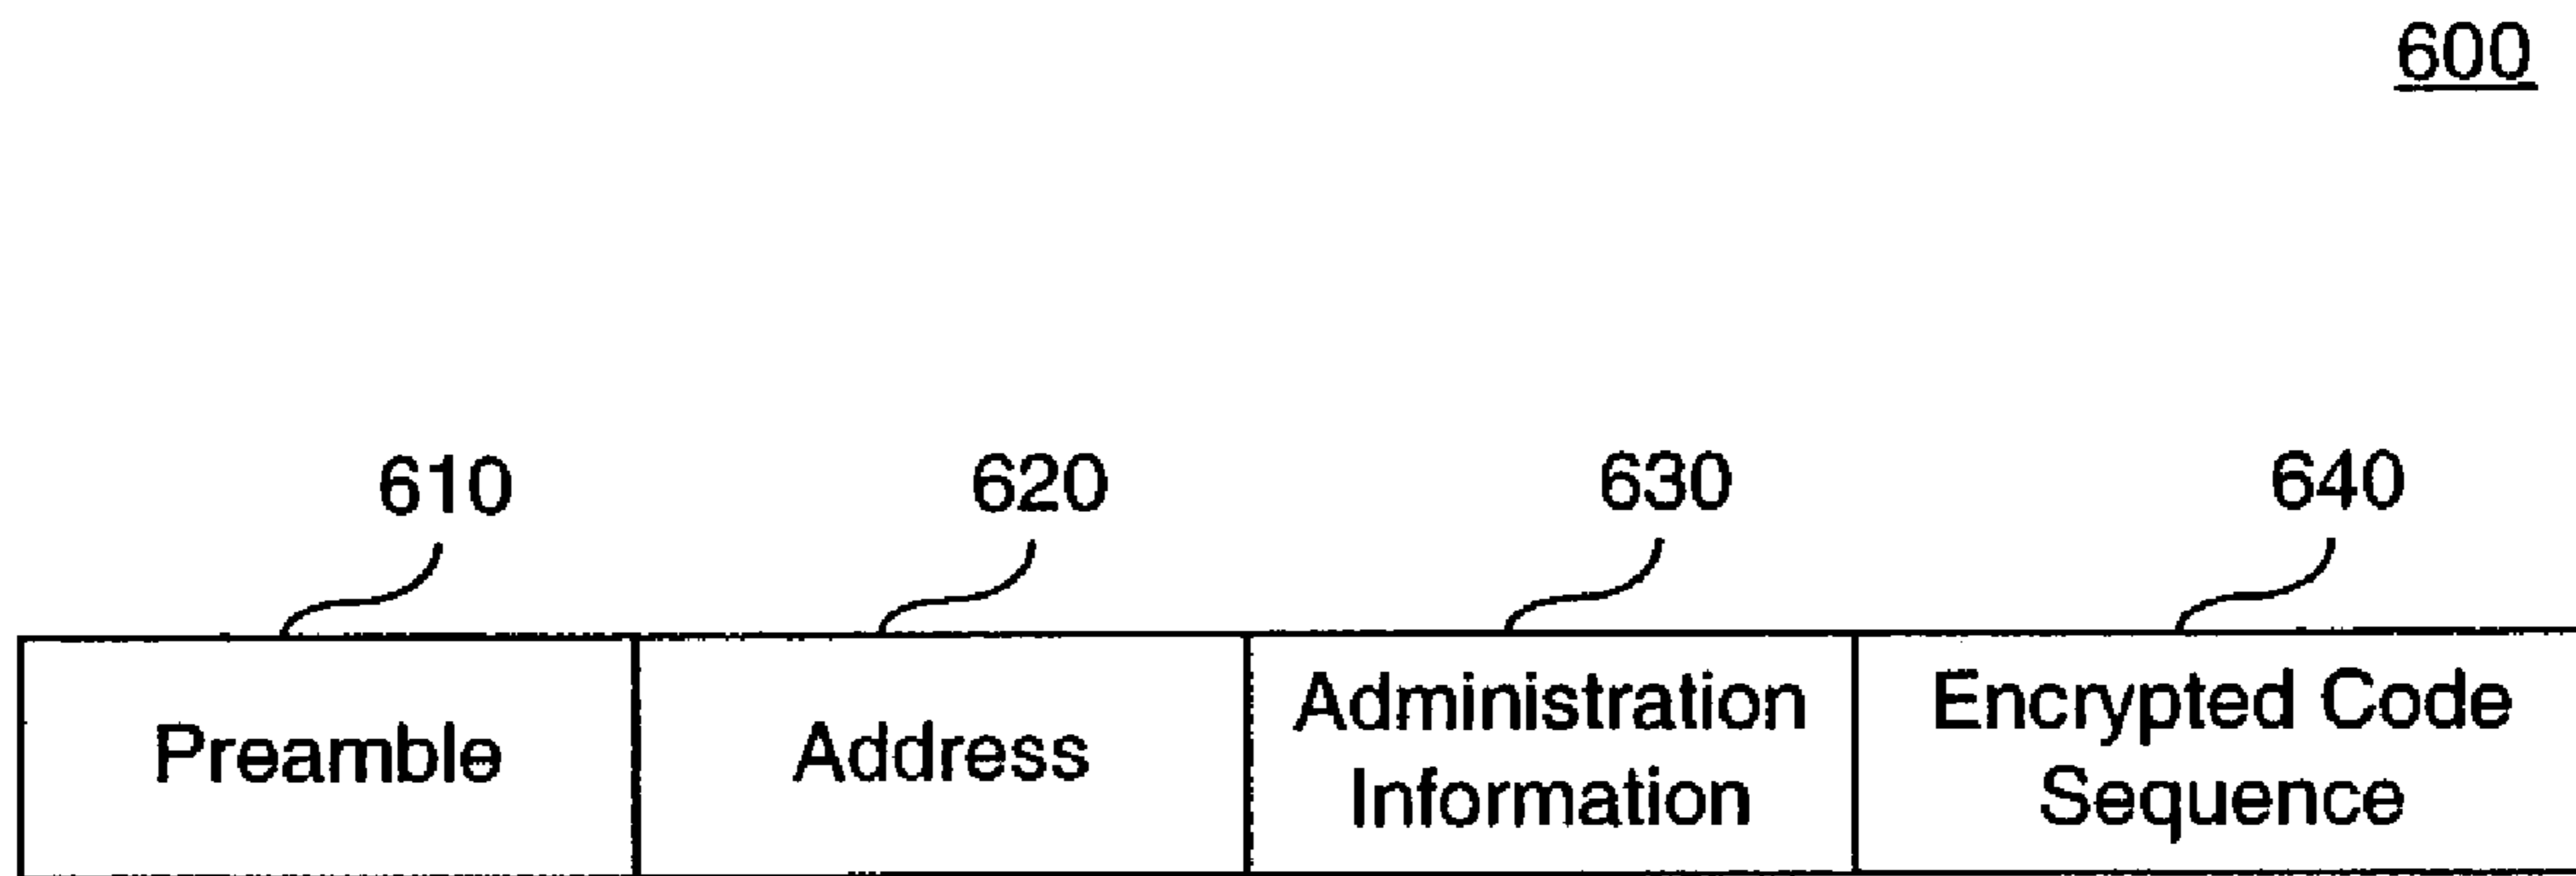 600
610 620 630 640
Preamble
Address
Administration
Information
Encrypted Code
Sequence